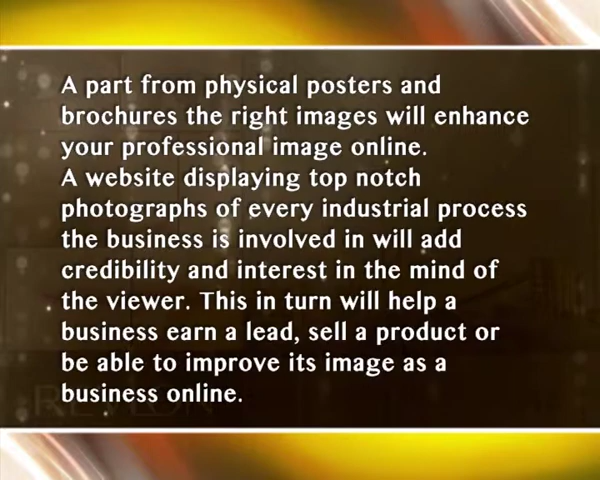 A part from physical posters and
brochures the right images will enhance
your professional image online.
A website displaying top notch
photographs of every industrial process
the business is involved in will add
credibility and interest in the mind of
the viewer. This in turn will help a
business earn a lead, sell a product or
be able to improve its image as a
business online.
REVLON